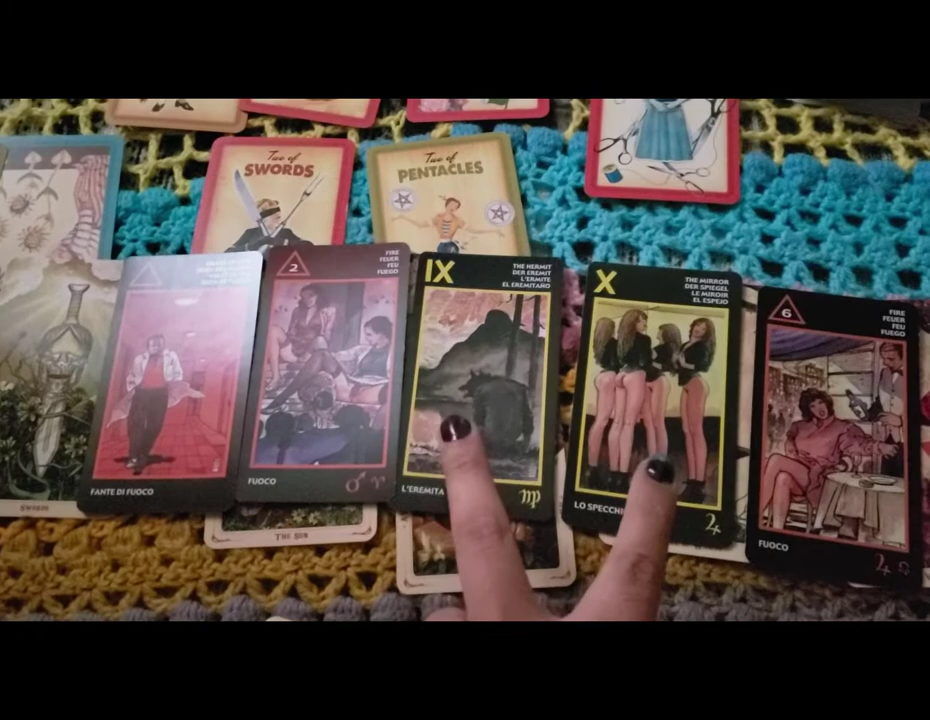 Two of
SWORDS
Two of
PENTACLES
2
FIRE
FEUER
FEU
FUEGO
FUOCO
IX
THE HERMIT
DER EREMIT
L'ERMITE
EL EREMITAÑO
L'EREMITA
X
THE MIRROR
DER SPIEGEL
LE MIROIR
EL ESPEJO
LO SPECCHI
6
FIRE
FEUER
FEU
FUEGO
FUOCO
FANTE DI FUOCO
SWORD
THE SUN